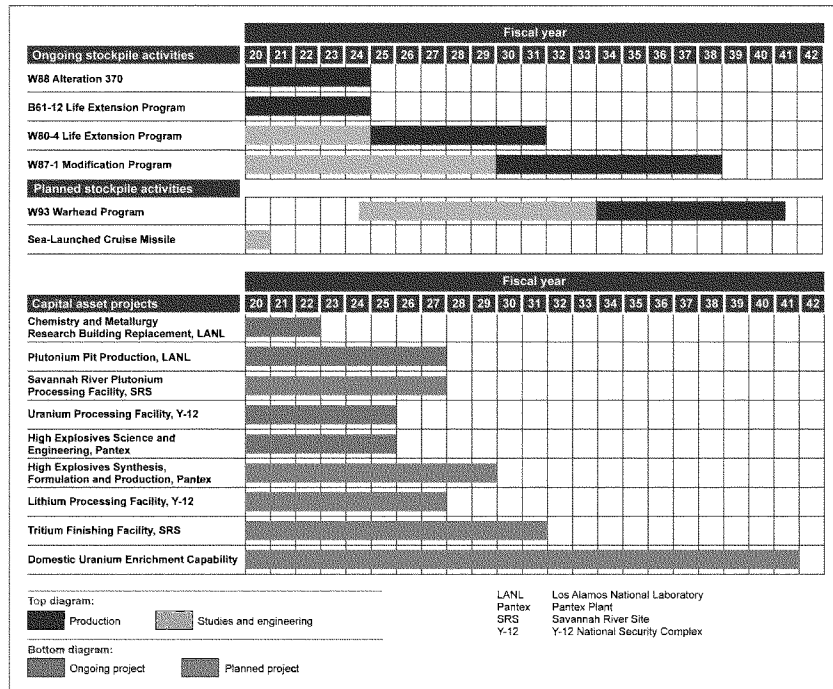 Fiscal year
Ongoing stockpile activities 20 21 22 23 24 25 26 27 28 29 30 31 32 33 34 35 36 37 38 39 40 41 42
W88 Alteration 370
B61-12 Life Extension Program
W80-4 Life Extension Program
W87-1 Modification Program
Planned stockpile activities
W93 Warhead Program
Sea-Launched Cruise Missile
Fiscal year
Capital asset projects 20 21 22 23 24 25 26 27 28 29 30 31 32 33 34 35 36 37 38 39 40 41 42
Chemistry and Metallurgy
Research Building Replacement, LANL
Plutonium Pit Production, LANL
Savannah River Plutonium
Processing Facility, SRS
Uranium Processing Facility, Y-12
High Explosives Science and
Engineering, Pantex
High Explosives Synthesis,
Formulation and Production, Pantex
Lithium Processing Facility, Y-12
Tritium Finishing Facility, SRS
Domestic Uranium Enrichment Capability
Top diagram:
Production Studies and engineering
Bottom diagram:
Ongoing project Planned project
LANL Los Alamos National Laboratory
Pantex Pantex Plant
SRS Savannah River Site
Y-12 Y-12 National Security Complex